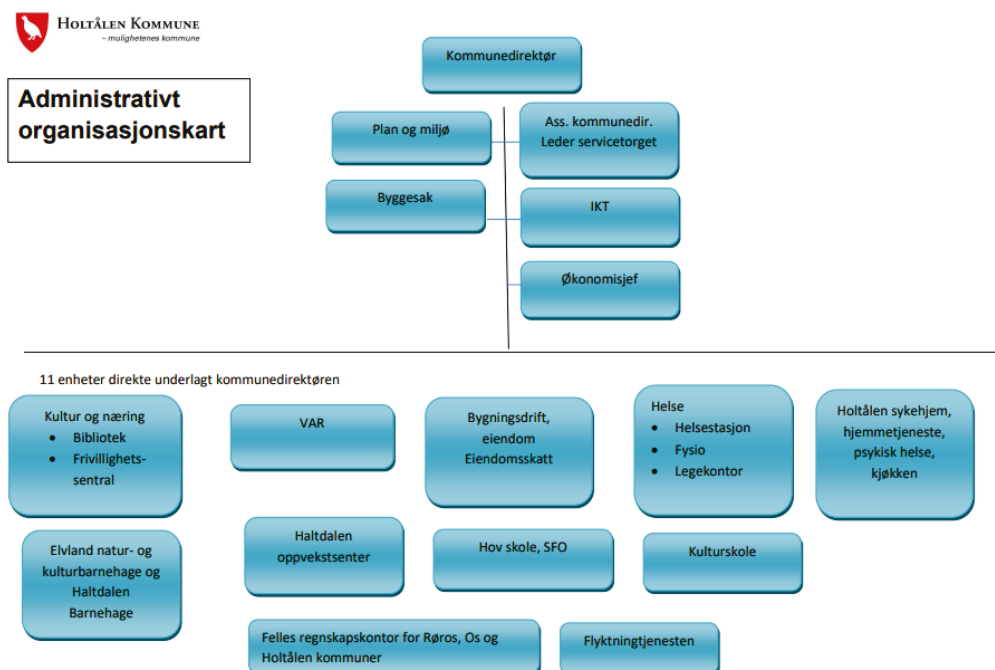 HOLTÅLEN KOMMUNE
– mulighetenes kommune
Administrativt
organisasjonskart
Kommunedirektør
Plan og miljø
Ass. kommunedir.
Leder servicetorget
Byggesak
IKT
Økonomisjef
11 enheter direkte underlagt kommunedirektøren
Kultur og næring
• Bibliotek
• Frivillighets-
sentral
VAR
Bygningsdrift,
eiendom
Eiendomsskatt
Helse
• Helsestasjon
• Fysio
• Legekontor
Holtålen sykehjem,
hjemmetjeneste,
psykisk helse,
kjøkken
Elvland natur- og
kulturbarnehage og
Haltdalen
Barnehage
Haltdalen
oppvekstsenter
Hov skole, SFO
Kulturskole
Felles regnskapskontor for Røros, Os og
Holtålen kommuner
Flyktningtjenesten